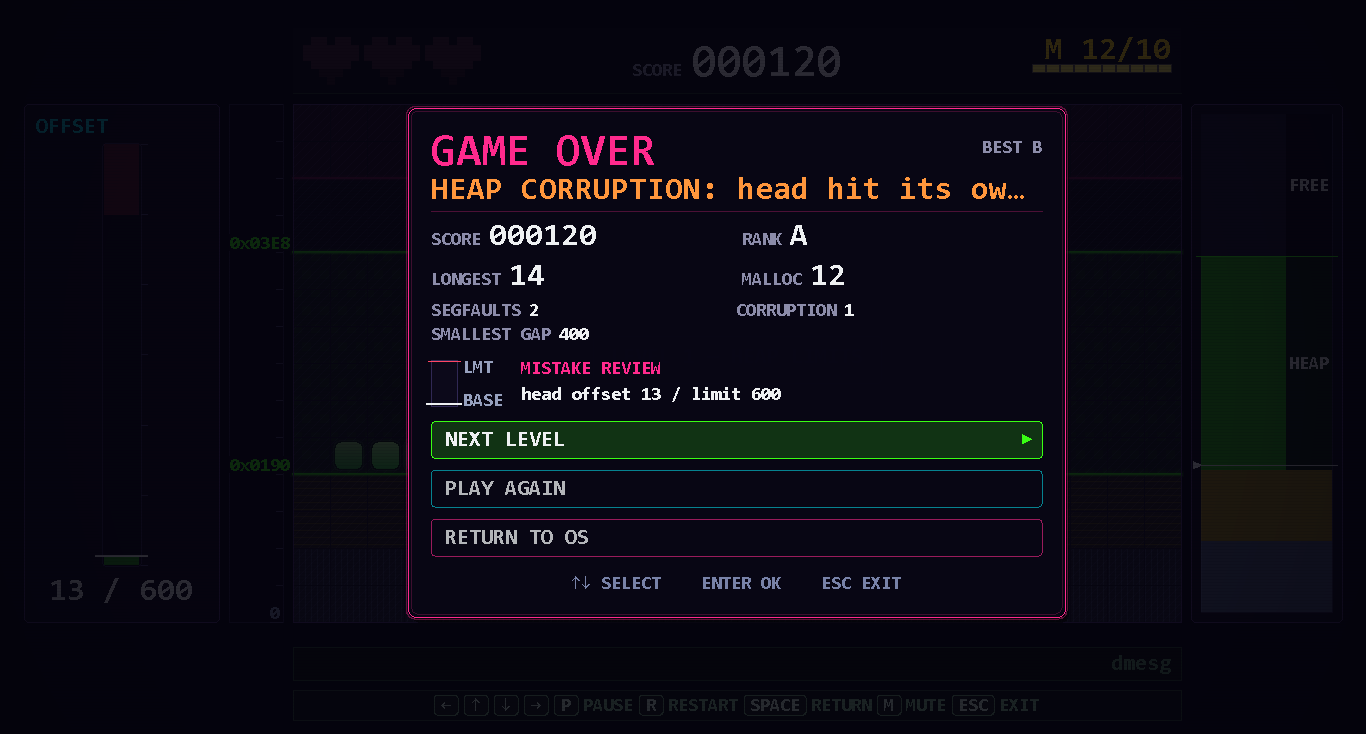 SCORE 000120
M 12/10
OFFSET
FREE
0x03E8
HEAP
0x0190
13 / 600
0
GAME OVER
BEST B
HEAP CORRUPTION: head hit its ow…
SCORE 000120
RANK A
LONGEST 14
MALLOC 12
SEGFAULTS 2
CORRUPTION 1
SMALLEST GAP 400
LMT
MISTAKE REVIEW
BASE
head offset 13 / limit 600
NEXT LEVEL ▶
PLAY AGAIN
RETURN TO OS
↑↓ SELECT ENTER OK ESC EXIT
dmesg
← ↑ ↓ → P PAUSE R RESTART SPACE RETURN M MUTE ESC EXIT